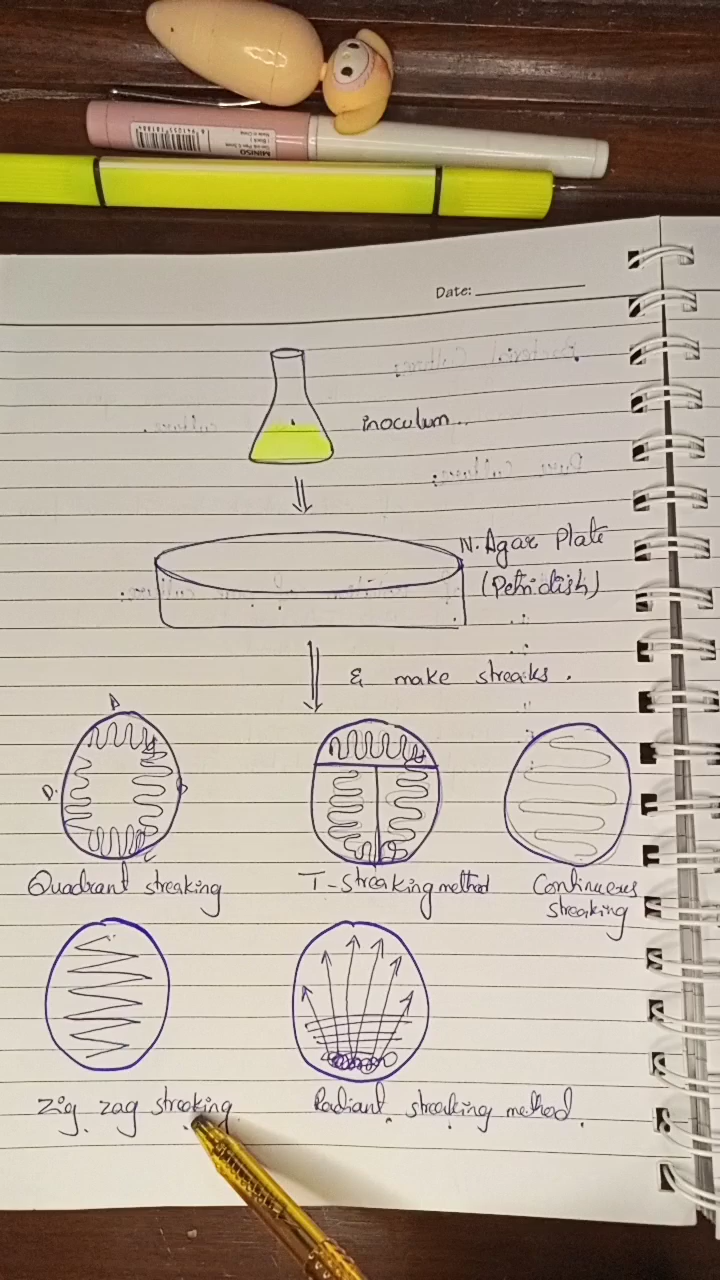 MINISO
Date:
inoculum..
N. Agar Plate
(Petridish)
& make streaks.
A
D.
Quadrant streaking
T-streaking method
Continuous
streaking
Zig zag streaking
Radiant streaking method.